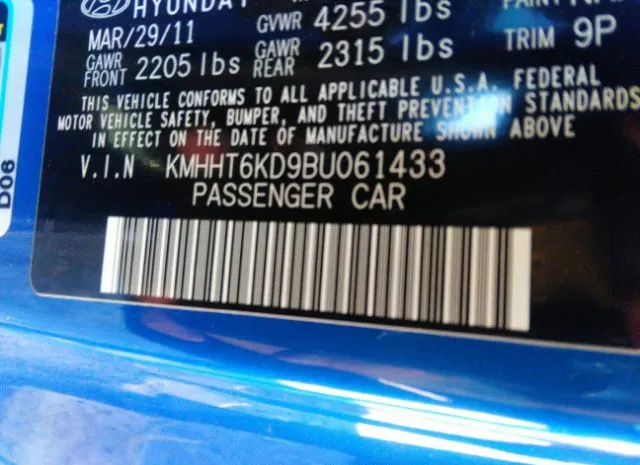 HYUNDAI
MAR/29/11
GVWR 4255 lbs
GAWR FRONT 2205 lbs
GAWR REAR 2315 lbs
TRIM 9P
THIS VEHICLE CONFORMS TO ALL APPLICABLE U.S.A. FEDERAL
MOTOR VEHICLE SAFETY, BUMPER, AND THEFT PREVENTION STANDARDS
IN EFFECT ON THE DATE OF MANUFACTURE SHOWN ABOVE
V.I.N KMHHT6KD9BU061433
PASSENGER CAR
D06